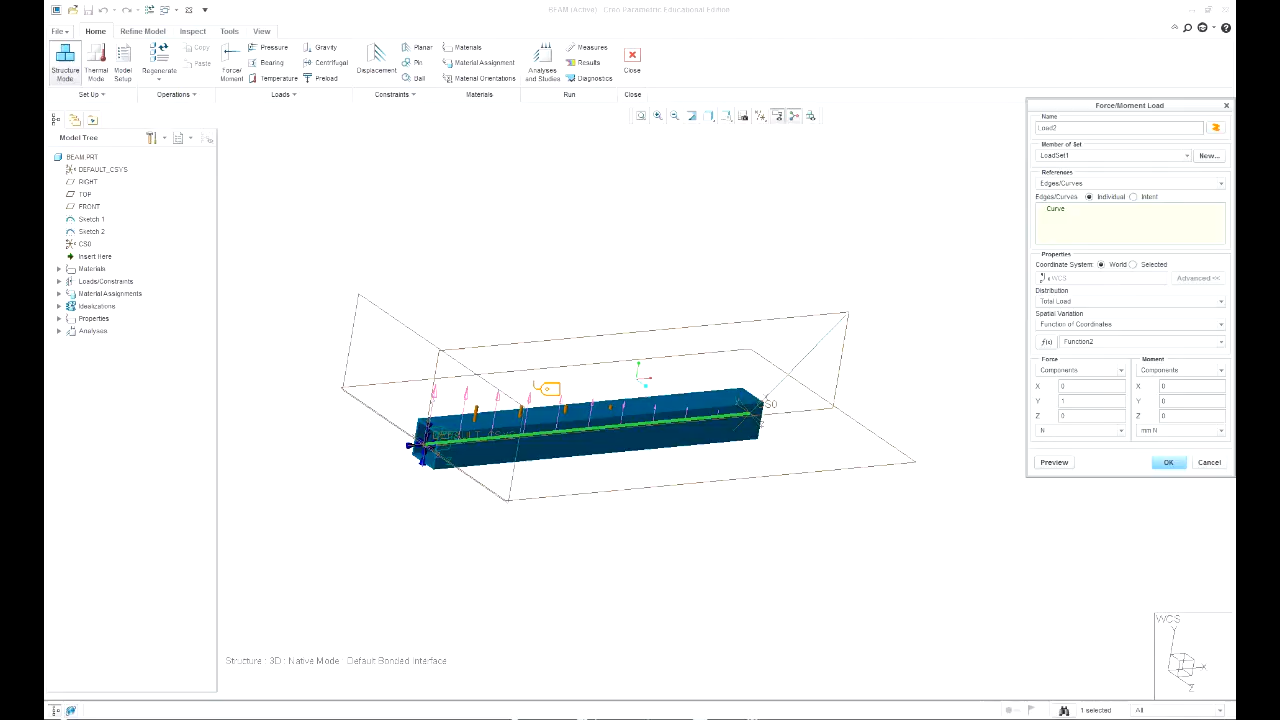 BEAM (Active) - Creo Parametric Educational Edition
File Home Refine Model Inspect Tools View
Structure Mode
Thermal Mode
Model Setup
Regenerate
Copy
Paste
Force/Moment
Pressure
Bearing
Temperature
Gravity
Centrifugal
Preload
Displacement
Planar
Pin
Ball
Materials
Material Assignment
Material Orientations
Analyses and Studies
Measures
Results
Diagnostics
Close
Set Up Operations Loads Constraints Materials Run Close
Model Tree
BEAM.PRT
DEFAULT_CSYS
RIGHT
TOP
FRONT
Sketch 1
Sketch 2
CS0
Insert Here
Materials
Loads/Constraints
Material Assignments
Idealizations
Properties
Analyses
Force/Moment Load
Name
Load2
Member of Set
LoadSet1 New...
References
Edges/Curves
Edges/Curves: Individual Intent
Curve
Properties
Coordinate System: World Selected
WCS Advanced <<
Distribution
Total Load
Spatial Variation
Function of Coordinates
f(x) Function2
Force Moment
Components Components
X 0 X 0
Y 1 Y 0
Z 0 Z 0
N mm N
Preview OK Cancel
Structure : 3D : Native Mode : Default Bonded Interface
WCS
Y
X
Z
1 selected All